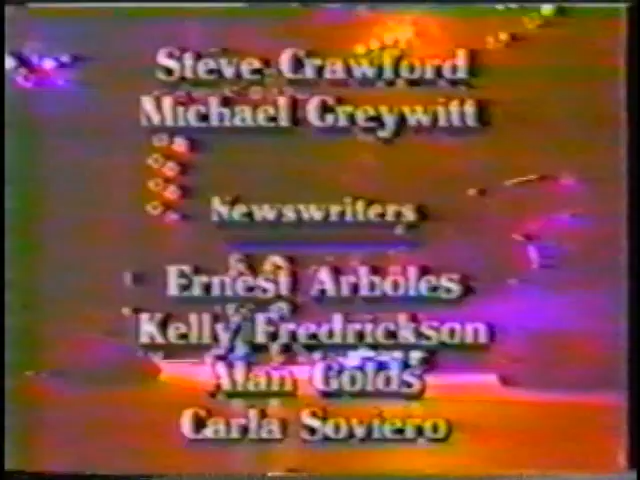 Steve Crawford
Michael Greywitt
Newswriters
Ernest Arboles
Kelly Fredrickson
Alan Golds
Carla Soviero